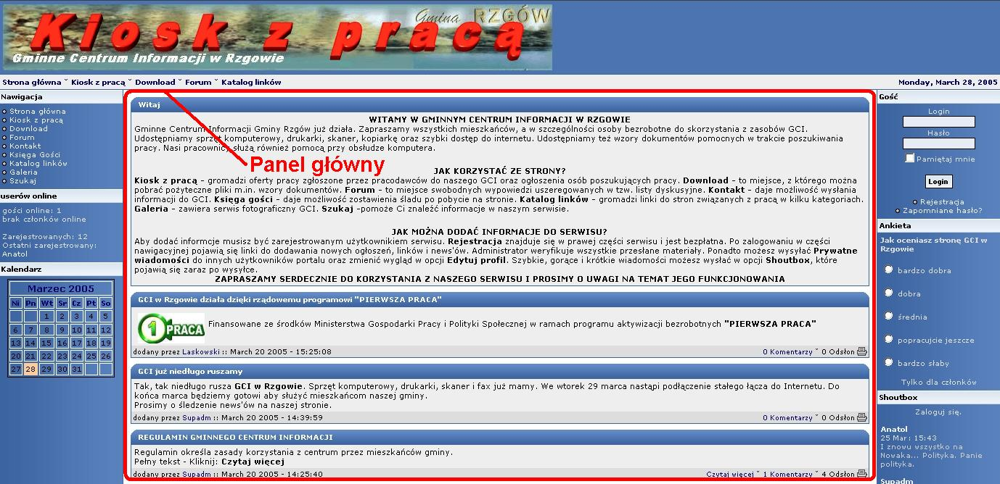 Gmina RZGÓW
Kiosk z pracą
Gminne Centrum Informacji w Rzgowie
Strona główna ˇ Kiosk z pracą ˇ Download ˇ Forum ˇ Katalog linków
Monday, March 28, 2005
Nawigacja
Strona główna
Kiosk z pracą
Download
Forum
Kontakt
Księga Gości
Katalog linków
Galeria
Szukaj
userów online
gości online: 1
brak członków online
Zarejestrowanych: 12
Ostatni zarejestrowany:
Anatol
Kalendarz
Marzec 2005
Ni Pn Wt Sr Cz Pt So
1 2 3 4 5
6 7 8 9 10 11 12
13 14 15 16 17 18 19
20 21 22 23 24 25 26
27 28 29 30 31
Witaj
WITAMY W GMINNYM CENTRUM INFORMACJI W RZGOWIE
Gminne Centrum Informacji Gminy Rzgów już działa. Zapraszamy wszystkich mieszkańców, a w szczególności osoby bezrobotne do skorzystania z zasobów GCI.
Udostępniamy sprzęt komputerowy, drukarki, skaner, kopiarkę oraz szybki dostęp do internetu. Udostępniamy też wzory dokumentów pomocnych w trakcie poszukiwania
pracy. Nasi pracownicy służą również pomocą przy obsłudze komputera.
Panel główny
JAK KORZYSTAĆ ZE STRONY?
Kiosk z pracą - gromadzi oferty pracy zgłoszone przez pracodawców do naszego GCI oraz ogłoszenia osób poszukujących pracy. Download - to miejsce, z którego można
pobrać pożyteczne pliki m.in. wzory dokumentów. Forum - to miejsce swobodnych wypowiedzi uszeregowanych w tzw. listy dyskusyjne. Kontakt - daje możliwość wysłania
informacji do GCI. Księga gości - daje możliwość zostawienia śladu po pobycie na stronie. Katalog linków - gromadzi linki do stron związanych z pracą w kilku kategoriach.
Galeria - zawiera serwis fotograficzny GCI. Szukaj -pomoże Ci znaleźć informacje w naszym serwisie.
JAK MOŻNA DODAĆ INFORMACJE DO SERWISU?
Aby dodać informcje musisz być zarejestrowanym użytkownikiem serwisu. Rejestracja znajduje się w prawej części serwisu i jest bezpłatna. Po zalogowaniu w części
nawigacyjnej pojawią się linki do dodawania nowych ogłoszeń, linków i news'ów. Administrator weryfikuje wszystkie przesłane materiały. Ponadto możesz wysyłać Prywatne
wiadomości do innych użytkowników portalu oraz zmienić wygląd w opcji Edytuj profil. Szybkie, gorące i krótkie wiadomości możesz wysłać w opcji Shoutbox, które
pojawią się zaraz po wysyłce.
ZAPRASZAMY SERDECZNIE DO KORZYSTANIA Z NASZEGO SERWISU I PROSIMY O UWAGI NA TEMAT JEGO FUNKCJONOWANIA
GCI w Rzgowie działa dzięki rządowemu programowi "PIERWSZA PRACA"
1 PRACA
Finansowane ze środków Ministerstwa Gospodarki Pracy i Polityki Społecznej w ramach programu aktywizacji bezrobotnych "PIERWSZA PRACA"
dodany przez Laskowski :: March 20 2005 - 15:25:08
0 Komentarzy ˇ 0 Odsłon
GCI już niedługo ruszamy
Tak, tak niedługo rusza GCI w Rzgowie. Sprzęt komputerowy, drukarki, skaner i fax już mamy. We wtorek 29 marca nastąpi podłączenie stałego łącza do Internetu. Do
końca marca będziemy gotowi aby służyć mieszkańcom naszej gminy.
Prosimy o śledzenie news'ów na naszej stronie.
dodany przez Supadm :: March 20 2005 - 14:39:59
0 Komentarzy ˇ 0 Odsłon
REGULAMIN GMINNEGO CENTRUM INFORMACJI
Regulamin określa zasady korzystania z centrum przez mieszkańców gminy.
Pełny tekst - Kliknij: Czytaj więcej
dodany przez Supadm :: March 20 2005 - 14:25:40
Czytaj więcej ˇ 1 Komentarzy ˇ 4 Odsłon
Gość
Login
Hasło
Pamiętaj mnie
Login
Rejestracja
Zapomniane hasło?
Ankieta
Jak oceniasz stronę GCI w
Rzgowie
bardzo dobra
dobra
średnia
popracujcie jeszcze
bardzo słaby
Tylko dla członków
Shoutbox
Zaloguj się.
Anatol
25 Mar : 15:43
I znowu wszystko na
Nowaka... Polityka. Panie
polityka.
Supadm